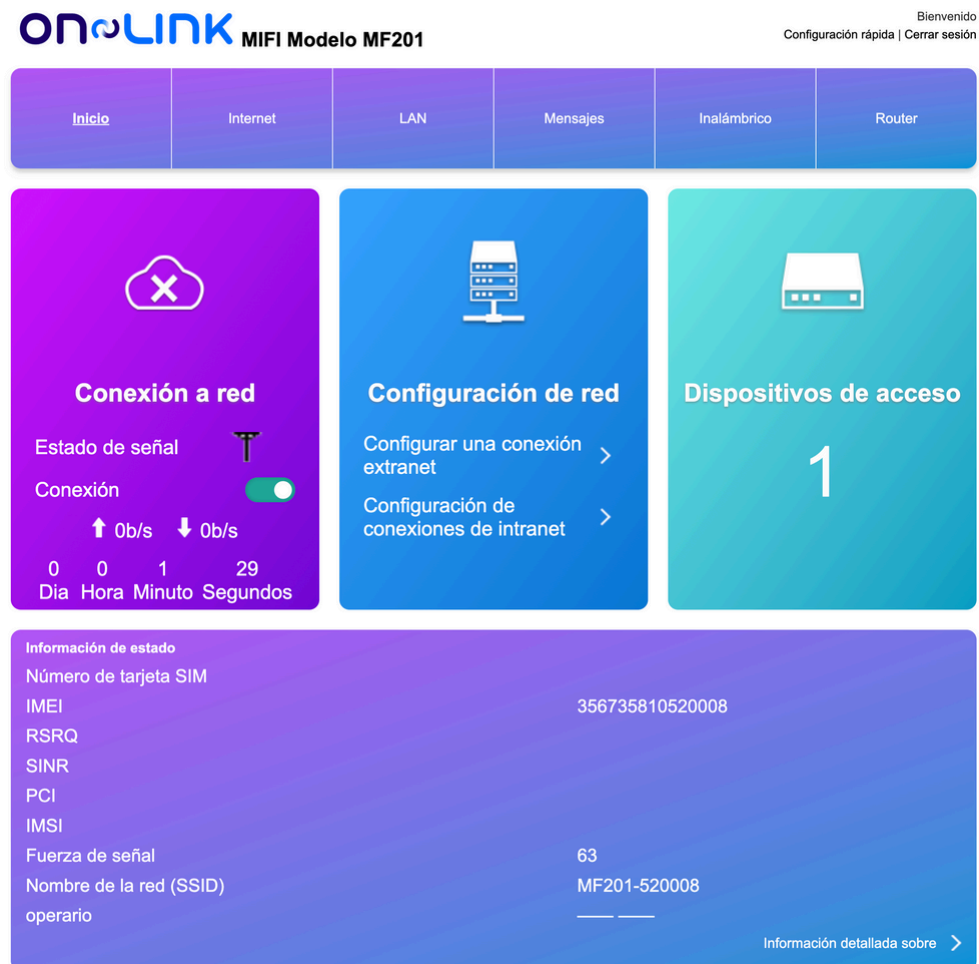 ONLINK MIFI Modelo MF201
Bienvenido
Configuración rápida | Cerrar sesión
Inicio
Internet
LAN
Mensajes
Inalámbrico
Router
Conexión a red
Estado de señal
Conexión
0b/s 0b/s
0 0 1 29
Dia Hora Minuto Segundos
Configuración de red
Configurar una conexión
extranet
Configuración de
conexiones de intranet
Dispositivos de acceso
1
Información de estado
Número de tarjeta SIM
IMEI 356735810520008
RSRQ
SINR
PCI
IMSI
Fuerza de señal 63
Nombre de la red (SSID) MF201-520008
operario —— ——
Información detallada sobre